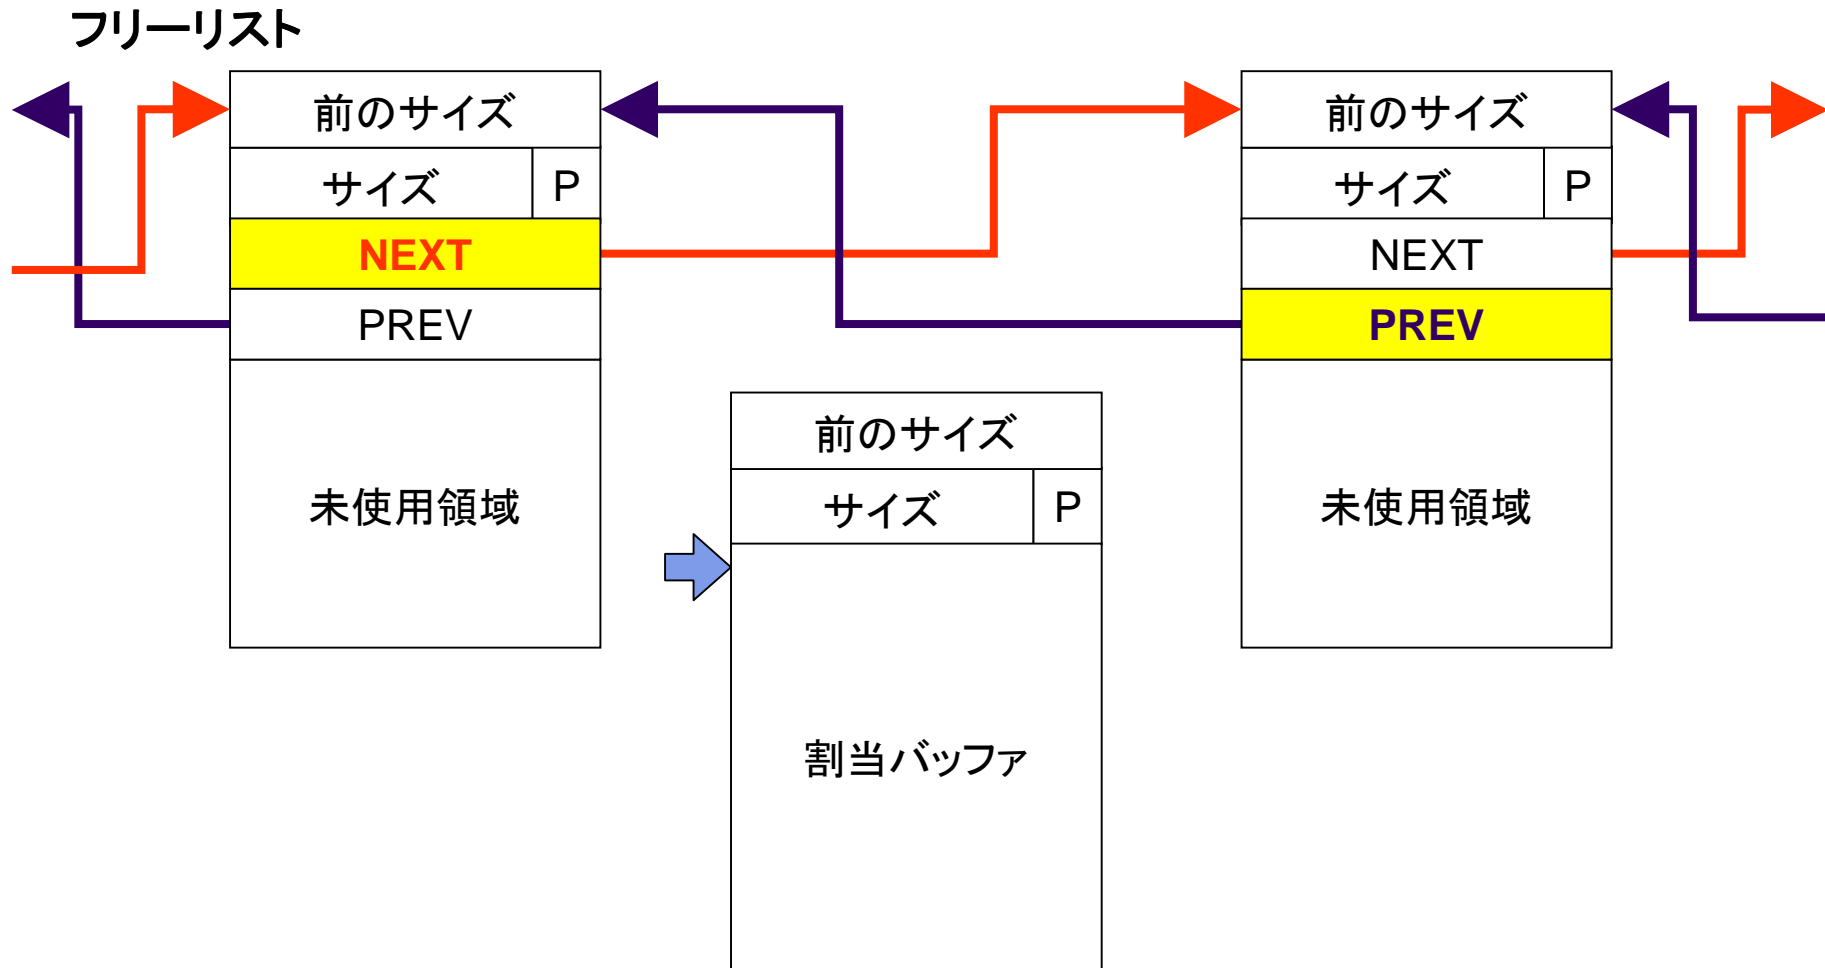 フリーリスト
前のサイズ
サイズ P
NEXT
PREV
未使用領域
前のサイズ
サイズ P
割当バッファ
前のサイズ
サイズ P
NEXT
PREV
未使用領域